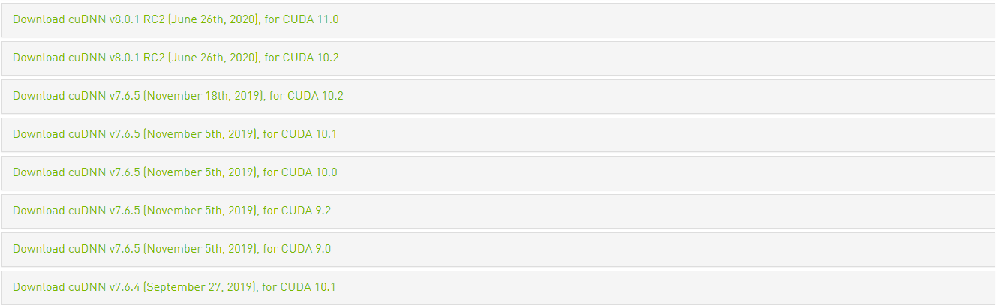 Download cuDNN v8.0.1 RC2 (June 26th, 2020), for CUDA 11.0
Download cuDNN v8.0.1 RC2 (June 26th, 2020), for CUDA 10.2
Download cuDNN v7.6.5 (November 18th, 2019), for CUDA 10.2
Download cuDNN v7.6.5 (November 5th, 2019), for CUDA 10.1
Download cuDNN v7.6.5 (November 5th, 2019), for CUDA 10.0
Download cuDNN v7.6.5 (November 5th, 2019), for CUDA 9.2
Download cuDNN v7.6.5 (November 5th, 2019), for CUDA 9.0
Download cuDNN v7.6.4 (September 27, 2019), for CUDA 10.1